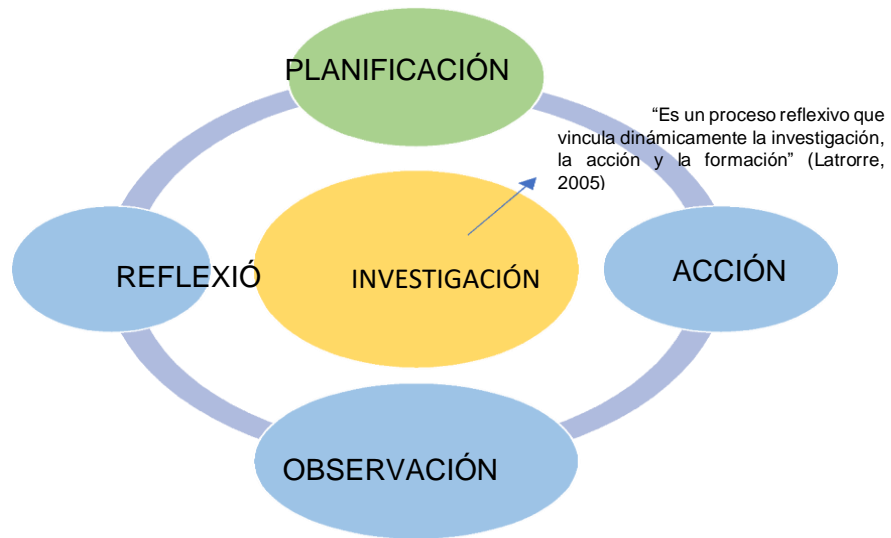 PLANIFICACIÓN
“Es un proceso reflexivo que
vincula dinámicamente la investigación,
la acción y la formación” (Latrorre,
2005)
REFLEXIÓ
INVESTIGACIÓN
ACCIÓN
OBSERVACIÓN